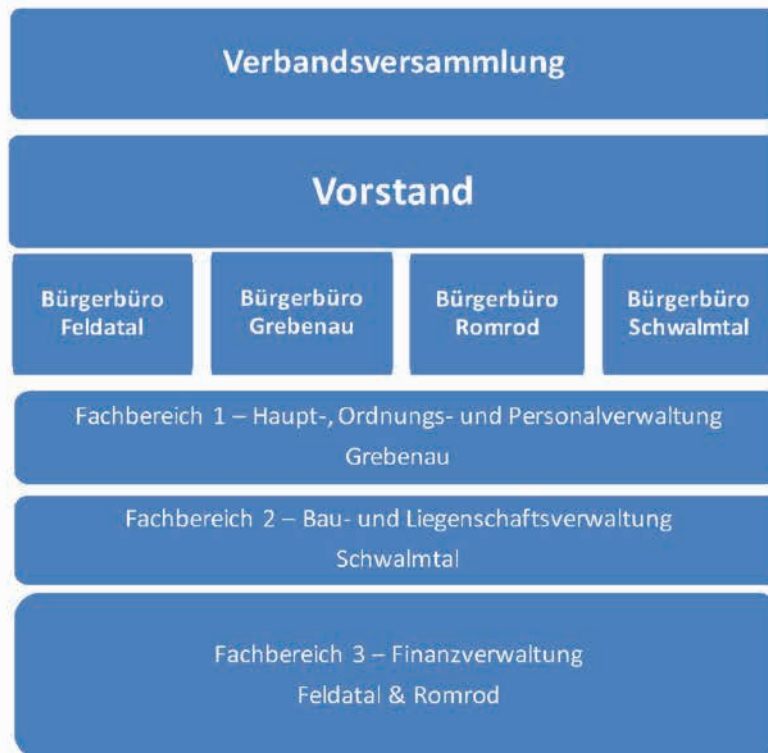 Verbandsversammlung
Vorstand
Bürgerbüro
Feldatal
Bürgerbüro
Grebenau
Bürgerbüro
Romrod
Bürgerbüro
Schwalmtal
Fachbereich 1 – Haupt-, Ordnungs- und Personalverwaltung
Grebenau
Fachbereich 2 – Bau- und Liegenschaftsverwaltung
Schwalmtal
Fachbereich 3 – Finanzverwaltung
Feldatal & Romrod